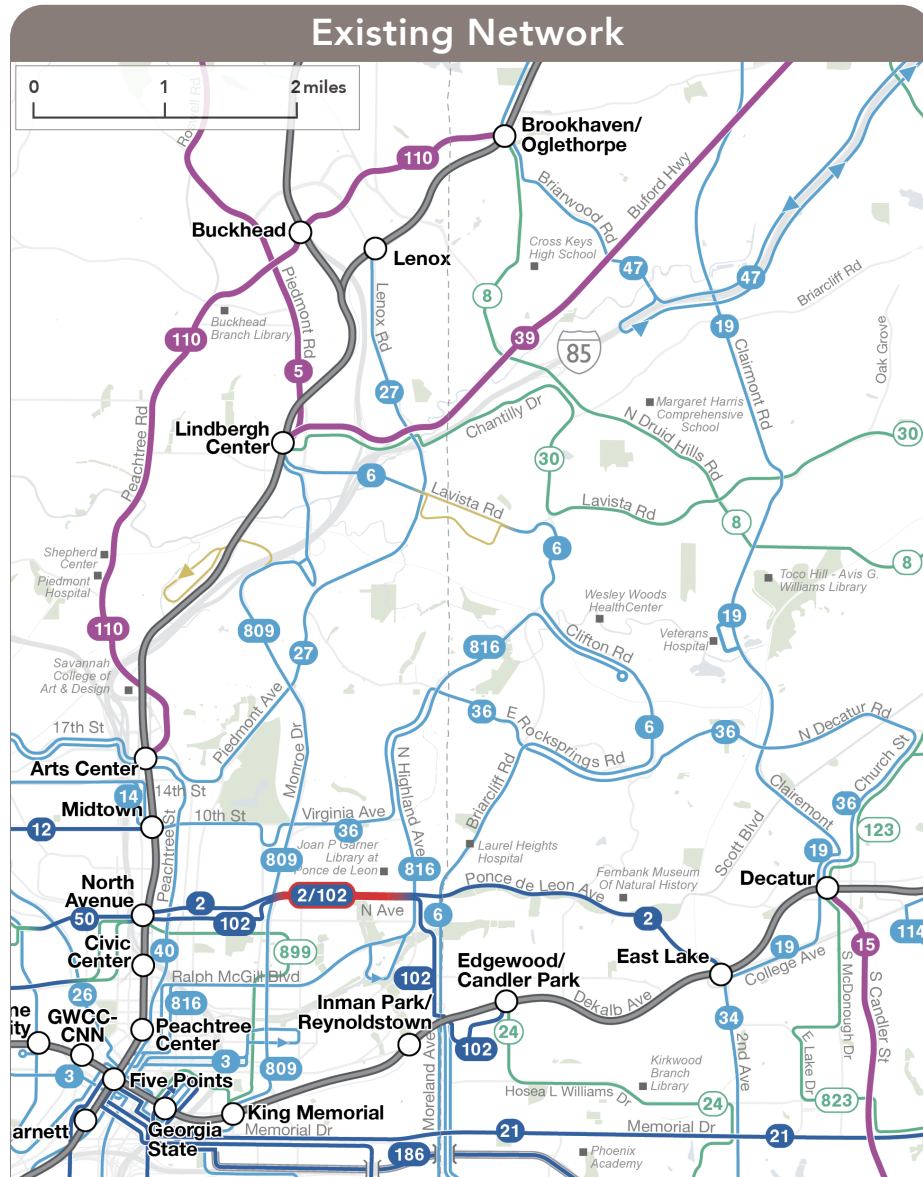 Existing Network
0 1 2 miles
Roswell Rd
Brookhaven/
Oglethorpe
110
Buckhead
Lenox
Briarwood Rd
Buford Hwy
Cross Keys
High School
47
47
8
Briarcliff Rd
Buckhead
Branch Library
Piedmont Rd
Lenox Rd
110
39
85
19
Clairmont Rd
Oak Grove
5
27
Margaret Harris
Comprehensive
School
Peachtree Rd
Lindbergh
Center
Chantilly Dr
N Druid Hills Rd
30
30
6
Lavista Rd
Lavista Rd
8
6
8
Shepherd
Center
Piedmont
Hospital
Toco Hill - Avis G.
Williams Library
Wesley Woods
HealthCenter
110
809
27
816
Clifton Rd
19
Veterans
Hospital
Savannah
College of
Art & Design
17th St
Piedmont Ave
Monroe Dr
36
E Rocksprings Rd
6
36
N Decatur Rd
Church St
Arts Center
14th St
14
N Highland Ave
Briarcliff Rd
Clairemont
36
Midtown
10th St
Virginia Ave
36
12
Peachtree St
809
Joan P Garner
Library at
Ponce de Leon
816
Laurel Heights
Hospital
Scott Blvd
19
123
Fernbank Museum
Of Natural History
Decatur
North
Avenue
2
2/102
Ponce de Leon Ave
50
102
N Ave
6
2
114
Civic
Center
40
899
East Lake
19
College Ave
15
Ralph McGill Blvd
102
Edgewood/
Candler Park
26
816
Dekalb Ave
S McDonough Dr
S Candler St
GWCC-
CNN
Peachtree
Center
Inman Park/
Reynoldstown
34
ne
ity
24
102
E Lake Dr
3
3
809
Moreland Ave
Kirkwood
Branch
Library
2nd Ave
Five Points
Hosea L Williams Dr
24
823
King Memorial
arnett
Georgia
State
Memorial Dr
21
Memorial Dr
21
186
Phoenix
Academy